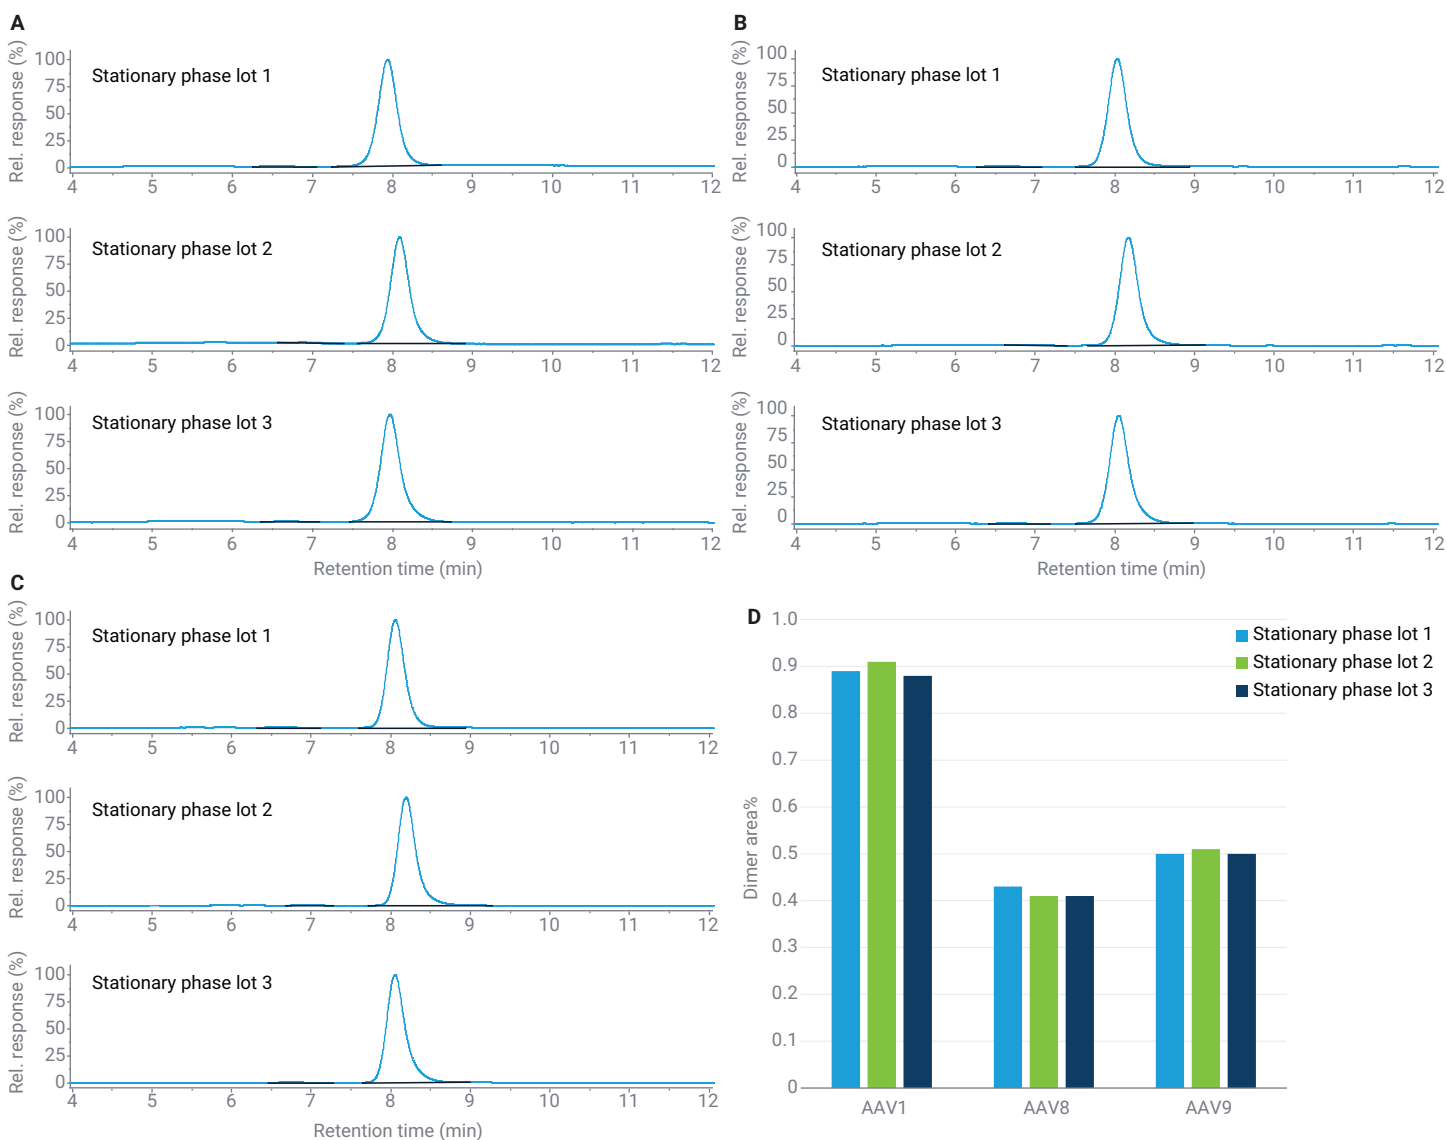 A
Rel. response (%)
100
75
50
25
0
Stationary phase lot 1
4 5 6 7 8 9 10 11 12
Rel. response (%)
100
75
50
25
0
Stationary phase lot 2
4 5 6 7 8 9 10 11 12
Rel. response (%)
100
75
50
25
0
Stationary phase lot 3
4 5 6 7 8 9 10 11 12
Retention time (min)
B
Rel. response (%)
100
75
50
25
0
Stationary phase lot 1
4 5 6 7 8 9 10 11 12
Rel. response (%)
100
75
50
25
0
Stationary phase lot 2
4 5 6 7 8 9 10 11 12
Rel. response (%)
100
75
50
25
0
Stationary phase lot 3
4 5 6 7 8 9 10 11 12
Retention time (min)
C
Rel. response (%)
100
75
50
25
0
Stationary phase lot 1
4 5 6 7 8 9 10 11 12
Rel. response (%)
100
75
50
25
0
Stationary phase lot 2
4 5 6 7 8 9 10 11 12
Rel. response (%)
100
75
50
25
0
Stationary phase lot 3
4 5 6 7 8 9 10 11 12
Retention time (min)
D
Dimer area%
1.0
0.9
0.8
0.7
0.6
0.5
0.4
0.3
0.2
0.1
0
Stationary phase lot 1
Stationary phase lot 2
Stationary phase lot 3
AAV1 AAV8 AAV9